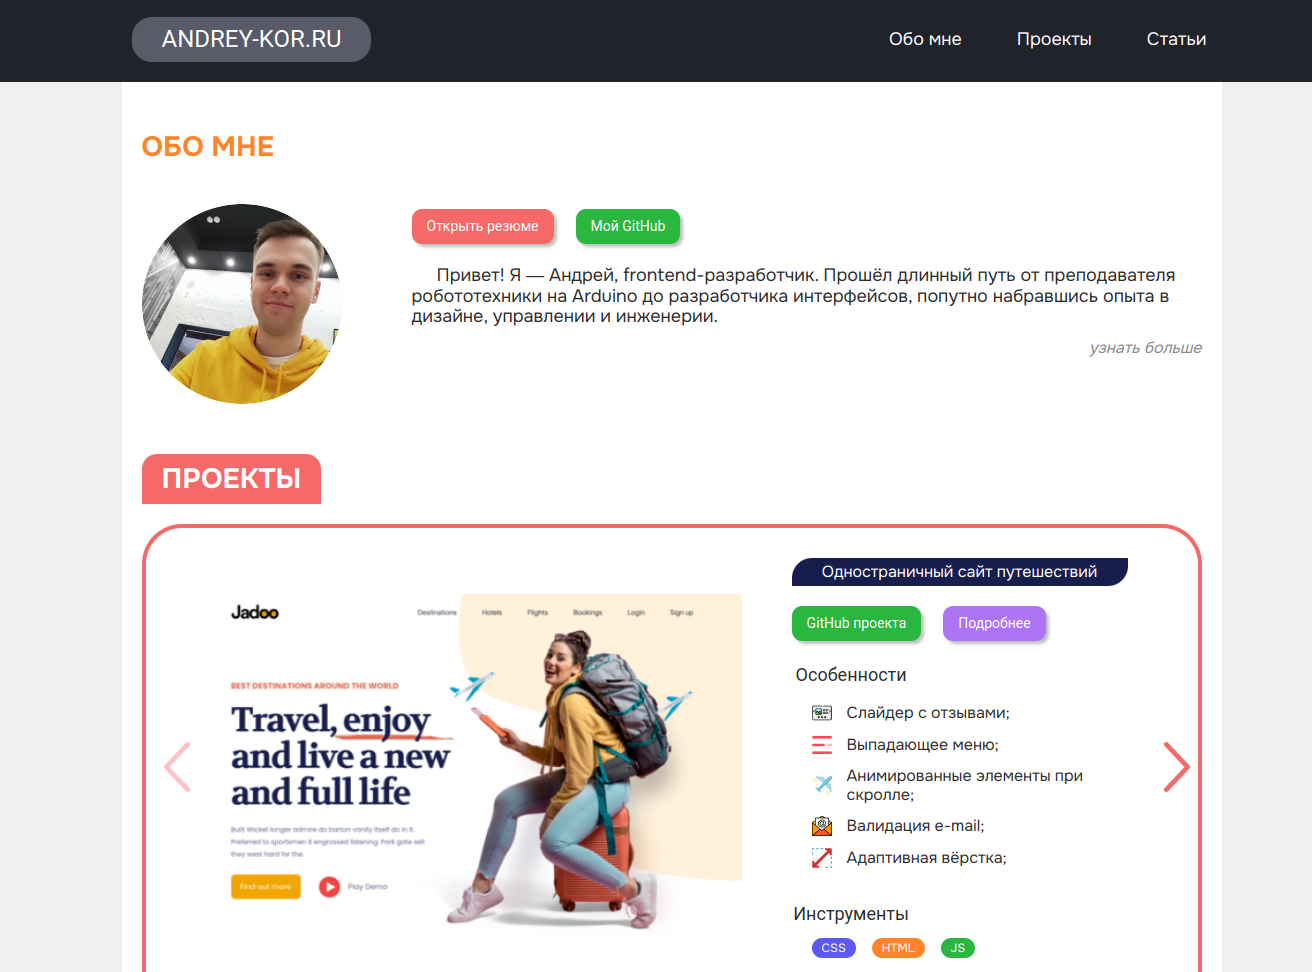 ANDREY-KOR.RU
Обо мне
Проекты
Статьи
ОБО МНЕ
Открыть резюме
Мой GitHub
Привет! Я — Андрей, frontend-разработчик. Прошёл длинный путь от преподавателя
робототехники на Arduino до разработчика интерфейсов, попутно набравшись опыта в
дизайне, управлении и инженерии.
узнать больше
ПРОЕКТЫ
Одностраничный сайт путешествий
GitHub проекта
Подробнее
Особенности
Слайдер с отзывами;
Выпадающее меню;
Анимированные элементы при
скролле;
Валидация e-mail;
Адаптивная вёрстка;
Инструменты
CSS
HTML
JS
Jadoo
Desitnations
Hotels
Flights
Bookings
Login
Sign up
BEST DESTINATIONS AROUND THE WORLD
Travel, enjoy
and live a new
and full life
Built Wicket longer admire do barton vanity itself do in it.
Preferred to sportsmen it engrossed listening. Park gate sell
they west hard for the.
Find out more
Play Demo